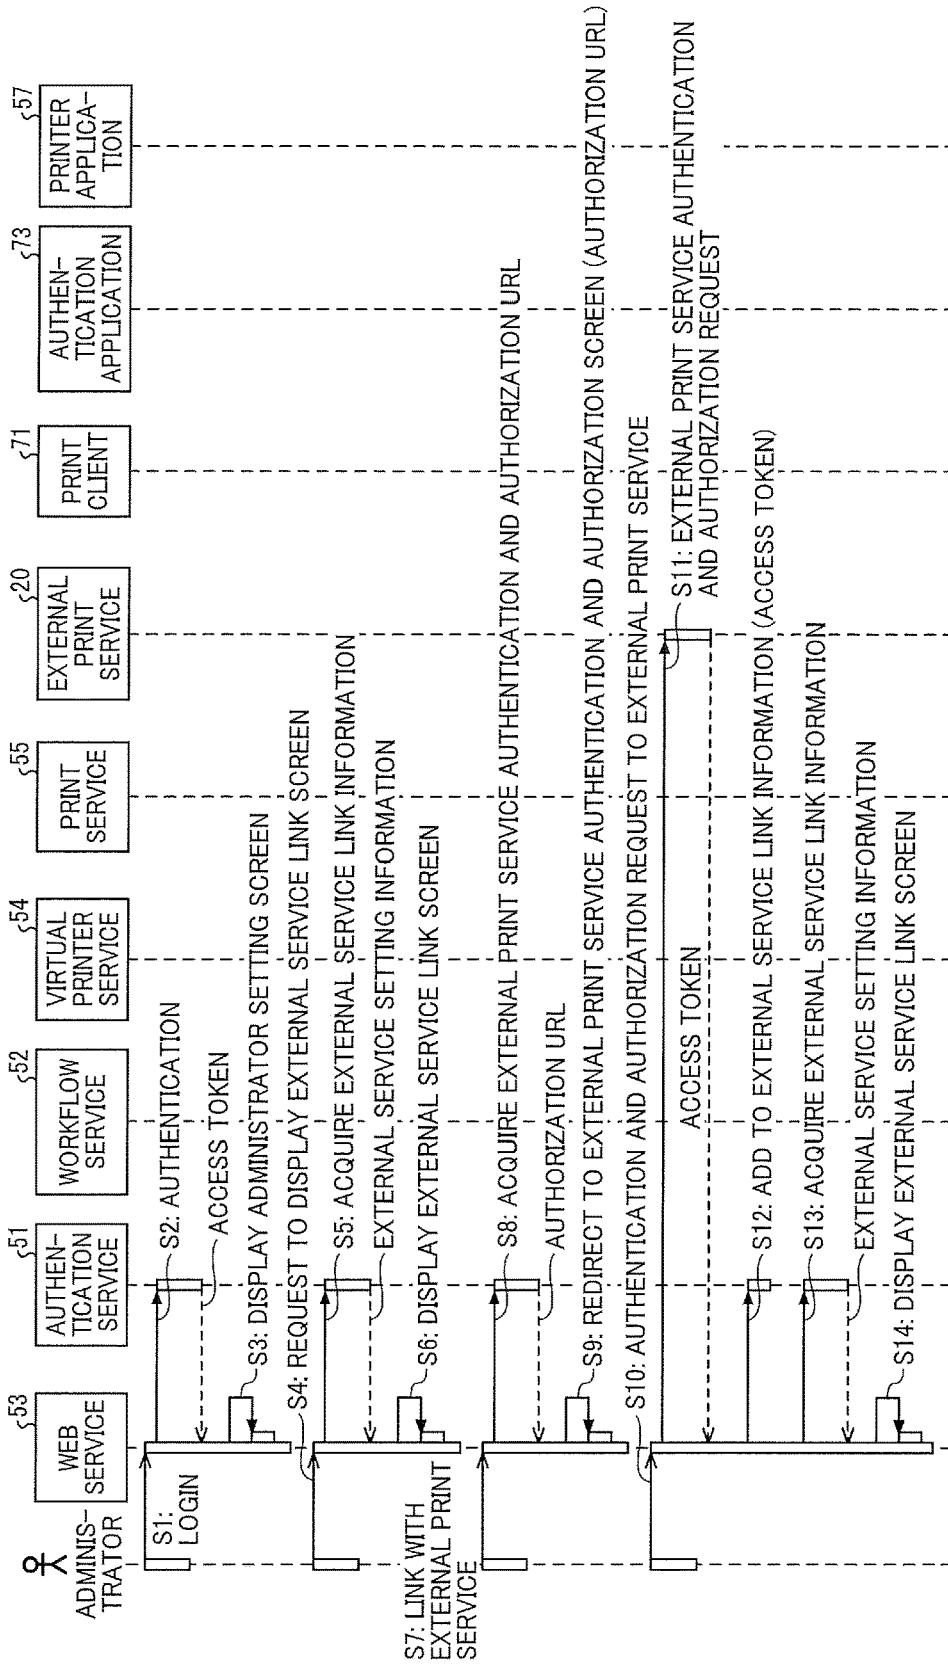 ADMINIS-
TRATOR
WEB
SERVICE
53
AUTHEN-
TICATION
SERVICE
51
WORKFLOW
SERVICE
52
VIRTUAL
PRINTER
SERVICE
54
PRINT
SERVICE
55
EXTERNAL
PRINT
SERVICE
20
PRINT
CLIENT
71
AUTHEN-
TICATION
APPLICATION
73
PRINTER
APPLICA-
TION
57
S1:
LOGIN
S2: AUTHENTICATION
ACCESS TOKEN
S3: DISPLAY ADMINISTRATOR SETTING SCREEN
S4: REQUEST TO DISPLAY EXTERNAL SERVICE LINK SCREEN
S5: ACQUIRE EXTERNAL SERVICE LINK INFORMATION
EXTERNAL SERVICE SETTING INFORMATION
S6: DISPLAY EXTERNAL SERVICE LINK SCREEN
S7: LINK WITH
EXTERNAL PRINT
SERVICE
S8: ACQUIRE EXTERNAL PRINT SERVICE AUTHENTICATION AND AUTHORIZATION URL
AUTHORIZATION URL
S9: REDIRECT TO EXTERNAL PRINT SERVICE AUTHENTICATION AND AUTHORIZATION SCREEN (AUTHORIZATION URL)
S10: AUTHENTICATION AND AUTHORIZATION REQUEST TO EXTERNAL PRINT SERVICE
S11: EXTERNAL PRINT SERVICE AUTHENTICATION
AND AUTHORIZATION REQUEST
ACCESS TOKEN
S12: ADD TO EXTERNAL SERVICE LINK INFORMATION (ACCESS TOKEN)
S13: ACQUIRE EXTERNAL SERVICE LINK INFORMATION
EXTERNAL SERVICE SETTING INFORMATION
S14: DISPLAY EXTERNAL SERVICE LINK SCREEN